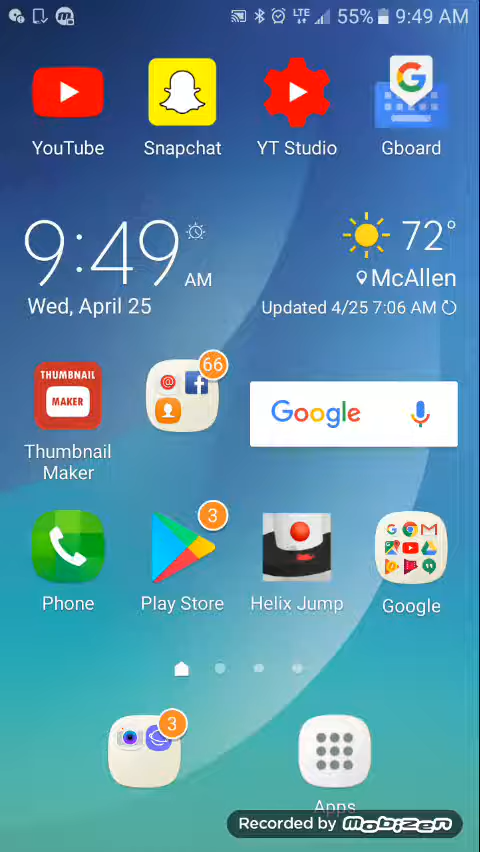 LTE 55% 9:49 AM
YouTube Snapchat YT Studio Gboard
9:49 AM
Wed, April 25
72°
McAllen
Updated 4/25 7:06 AM
THUMBNAIL
MAKER
66
Google
Thumbnail
Maker
3
Phone Play Store Helix Jump Google
3
Apps
Recorded by MOBIZEN